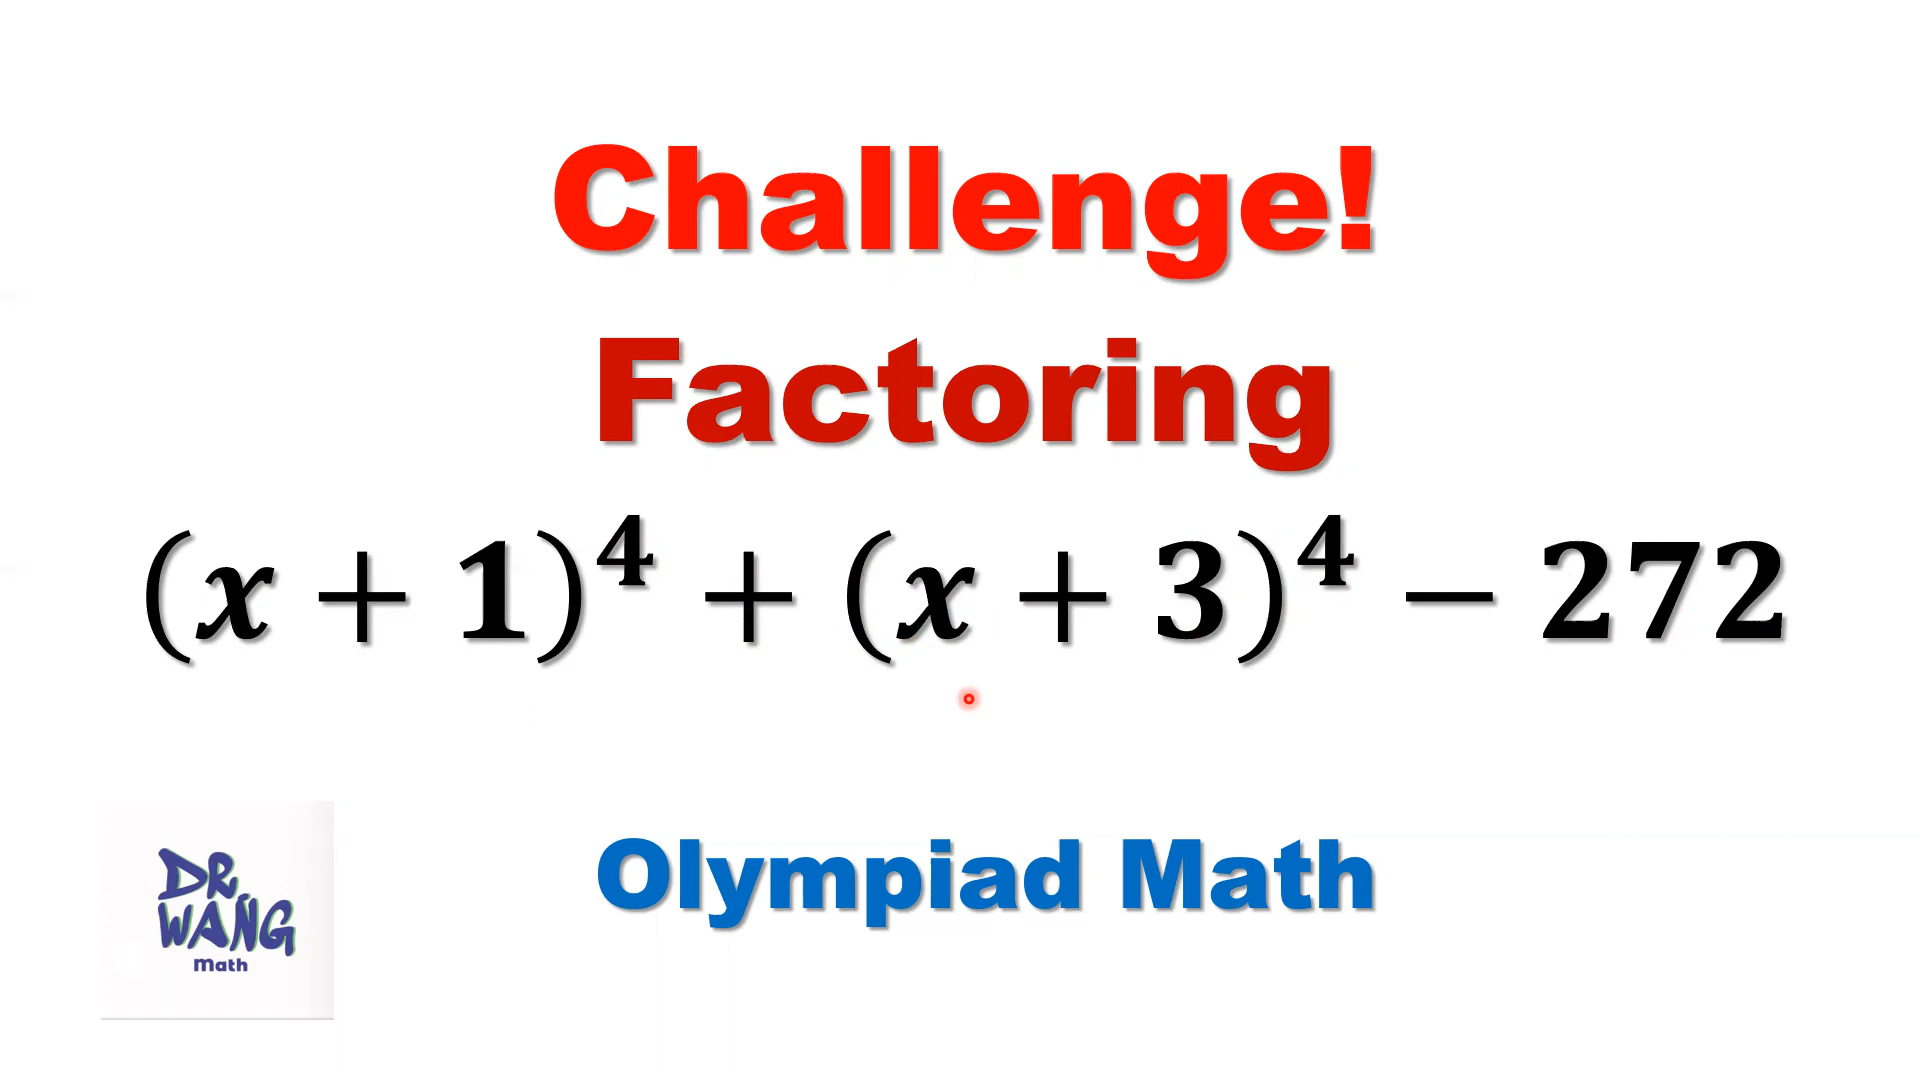 Challenge!
Factoring
(x + 1)⁴ + (x + 3)⁴ − 272
Olympiad Math
DR
WANG
Math